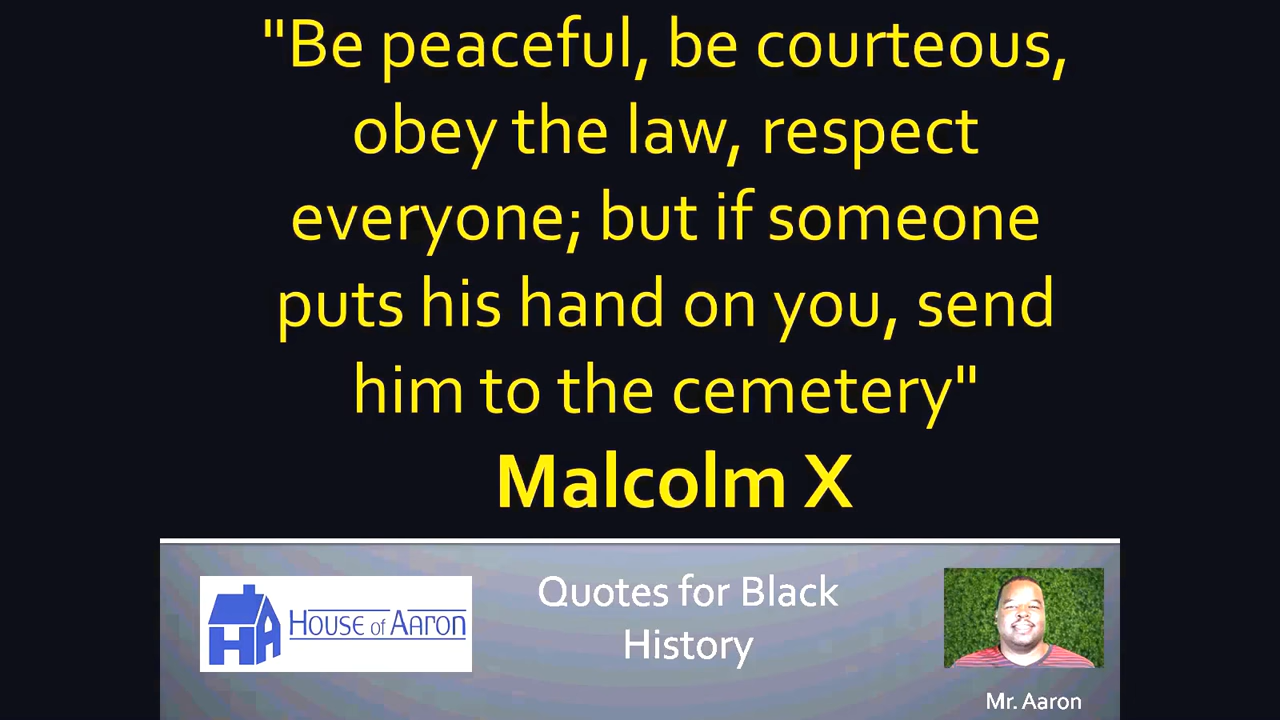 "Be peaceful, be courteous,
obey the law, respect
everyone; but if someone
puts his hand on you, send
him to the cemetery"
Malcolm X
HA House of Aaron
Quotes for Black
History
Mr. Aaron